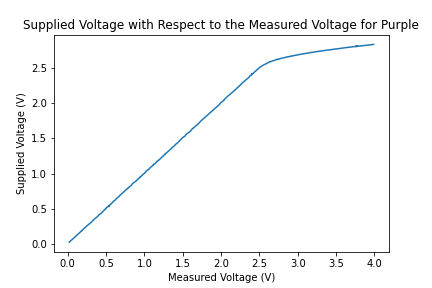 Supplied Voltage with Respect to the Measured Voltage for Purple
2.5
2.0
1.5
1.0
0.5
0.0
Supplied Voltage (V)
0.0 0.5 1.0 1.5 2.0 2.5 3.0 3.5 4.0
Measured Voltage (V)